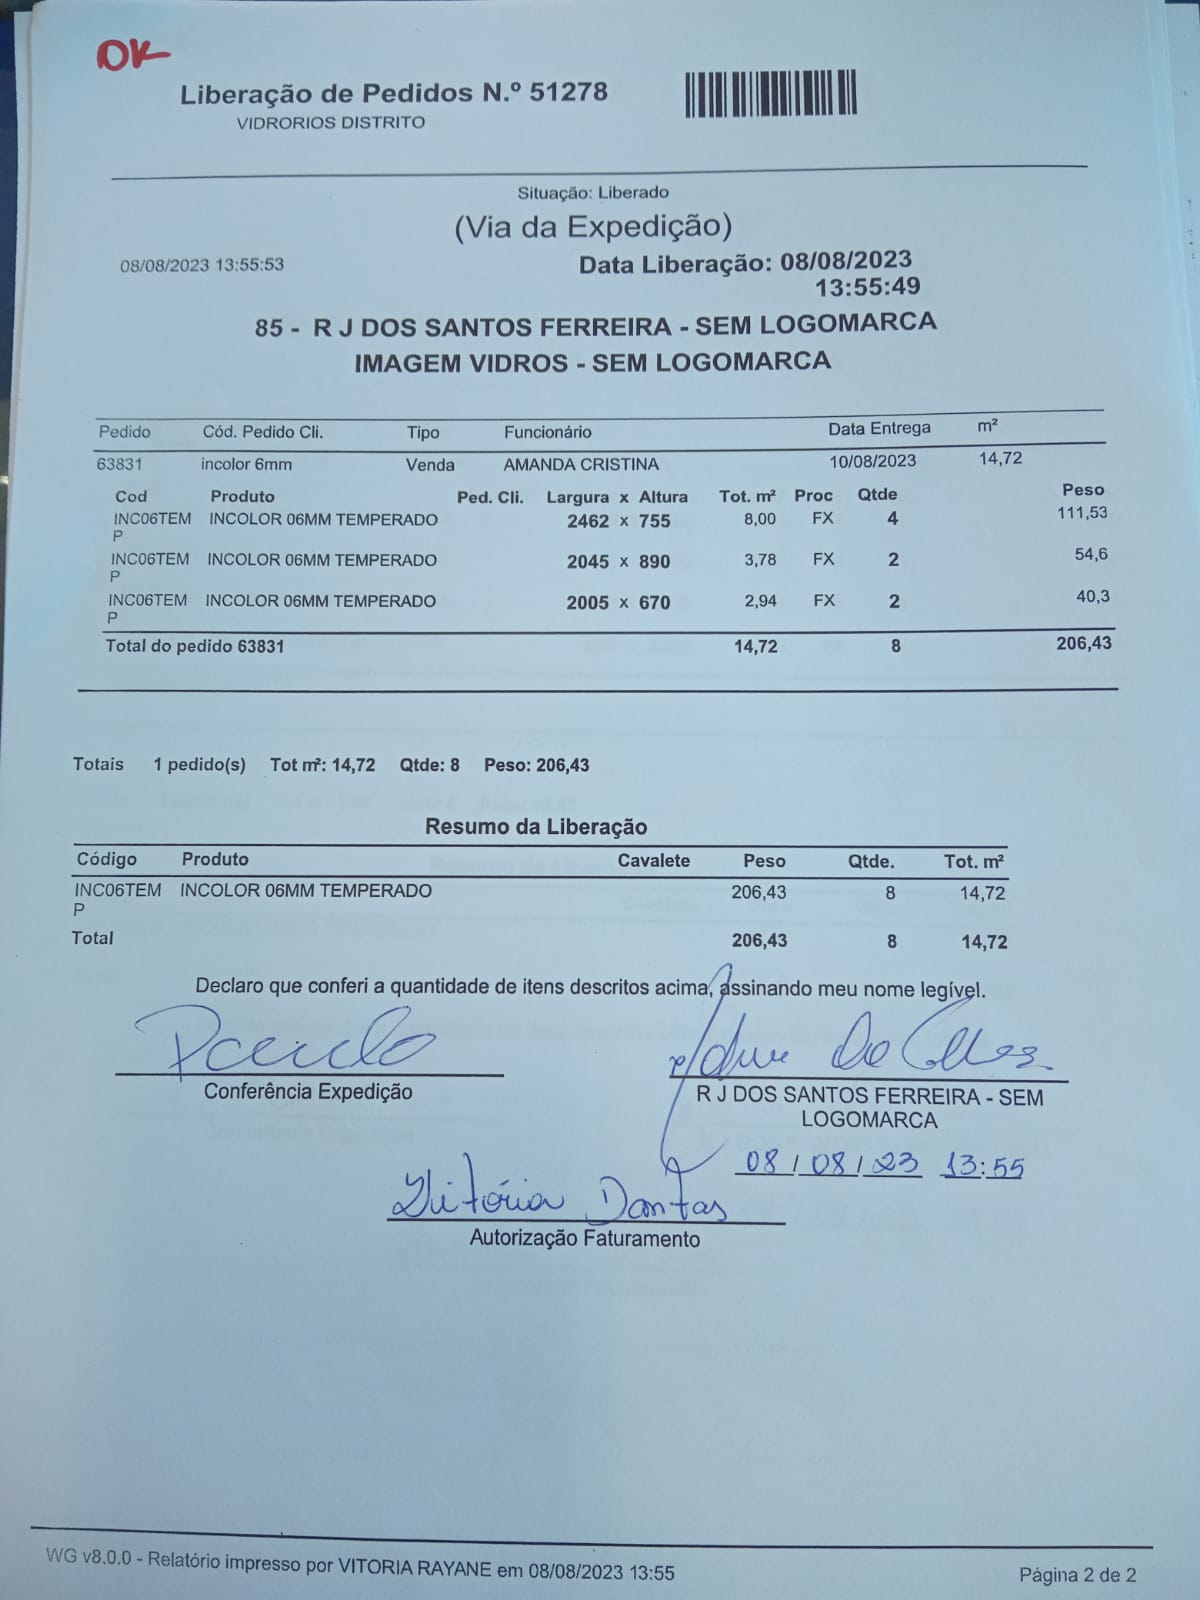 OK
Liberação de Pedidos N.º 51278
VIDRORIOS DISTRITO
Situação: Liberado
(Via da Expedição)
08/08/2023 13:55:53 Data Liberação: 08/08/2023
13:55:49
85 - R J DOS SANTOS FERREIRA - SEM LOGOMARCA
IMAGEM VIDROS - SEM LOGOMARCA
Pedido Cód. Pedido Cli. Tipo Funcionário Data Entrega m²
63831 incolor 6mm Venda AMANDA CRISTINA 10/08/2023 14,72
Cod Produto Ped. Cli. Largura x Altura Tot. m² Proc Qtde Peso
INC06TEM INCOLOR 06MM TEMPERADO 2462 x 755 8,00 FX 4 111,53
P
INC06TEM INCOLOR 06MM TEMPERADO 2045 x 890 3,78 FX 2 54,6
P
INC06TEM INCOLOR 06MM TEMPERADO 2005 x 670 2,94 FX 2 40,3
P
Total do pedido 63831 14,72 8 206,43
Totais 1 pedido(s) Tot m²: 14,72 Qtde: 8 Peso: 206,43
Resumo da Liberação
Código Produto Cavalete Peso Qtde. Tot. m²
INC06TEM INCOLOR 06MM TEMPERADO 206,43 8 14,72
P
Total 206,43 8 14,72
Declaro que conferi a quantidade de itens descritos acima, assinando meu nome legível.
Conferência Expedição
R J DOS SANTOS FERREIRA - SEM
LOGOMARCA
08/08/23 13:55
Vitória Dantas
Autorização Faturamento
WG v8.0.0 - Relatório impresso por VITORIA RAYANE em 08/08/2023 13:55
Página 2 de 2